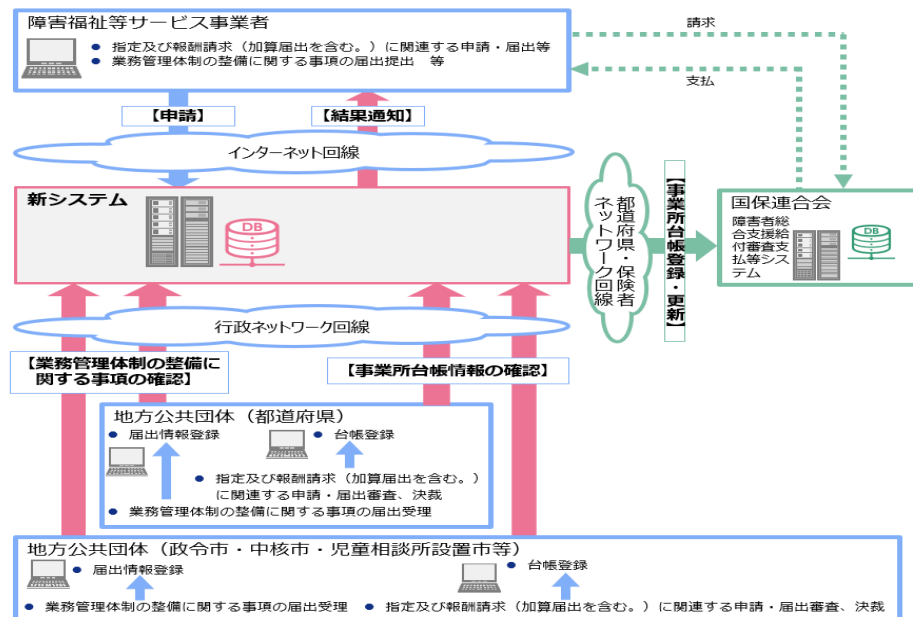 障害福祉等サービス事業者
● 指定及び報酬請求（加算届出を含む。）に関連する申請・届出等
● 業務管理体制の整備に関する事項の届出提出　等
請求
支払
【申請】
【結果通知】
インターネット回線
新システム
DB
都道府県・保険者
ネットワーク回線
【事業所台帳登録・更新】
国保連合会
障害者総
合支援給
付審査支
払等シス
テム
DB
行政ネットワーク回線
【業務管理体制の整備に
関する事項の確認】
【事業所台帳情報の確認】
地方公共団体（都道府県）
● 届出情報登録
● 台帳登録
● 指定及び報酬請求（加算届出を含む。）
に関連する申請・届出審査、決裁
● 業務管理体制の整備に関する事項の届出受理
地方公共団体（政令市・中核市・児童相談所設置市等）
● 届出情報登録
● 台帳登録
● 業務管理体制の整備に関する事項の届出受理
● 指定及び報酬請求（加算届出を含む。）に関連する申請・届出審査、決裁